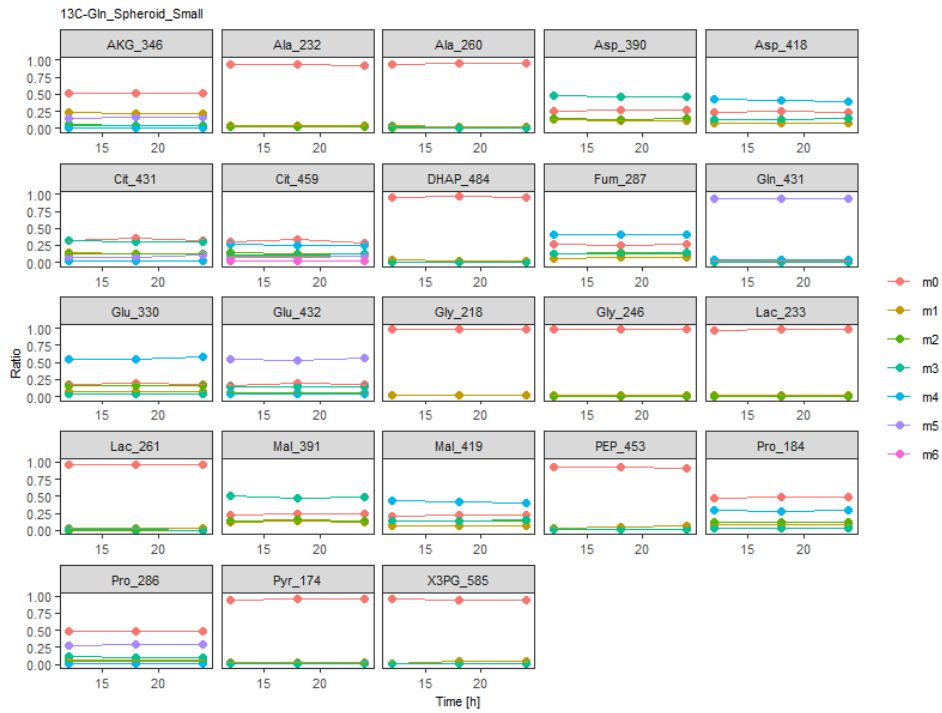 13C-Gln_Spheroid_Small
AKG_346 Ala_232 Ala_260 Asp_390 Asp_418
1.00
0.75
0.50
0.25
0.00
15 20 15 20 15 20 15 20 15 20
Cit_431 Cit_459 DHAP_484 Fum_287 Gln_431
1.00
0.75
0.50
0.25
0.00
15 20 15 20 15 20 15 20 15 20
Glu_330 Glu_432 Gly_218 Gly_246 Lac_233
1.00
0.75
0.50
0.25
0.00
15 20 15 20 15 20 15 20 15 20
Lac_261 Mal_391 Mal_419 PEP_453 Pro_184
1.00
0.75
0.50
0.25
0.00
15 20 15 20 15 20 15 20 15 20
Pro_286 Pyr_174 X3PG_585
1.00
0.75
0.50
0.25
0.00
15 20 15 20 15 20
Ratio
Time [h]
m0
m1
m2
m3
m4
m5
m6